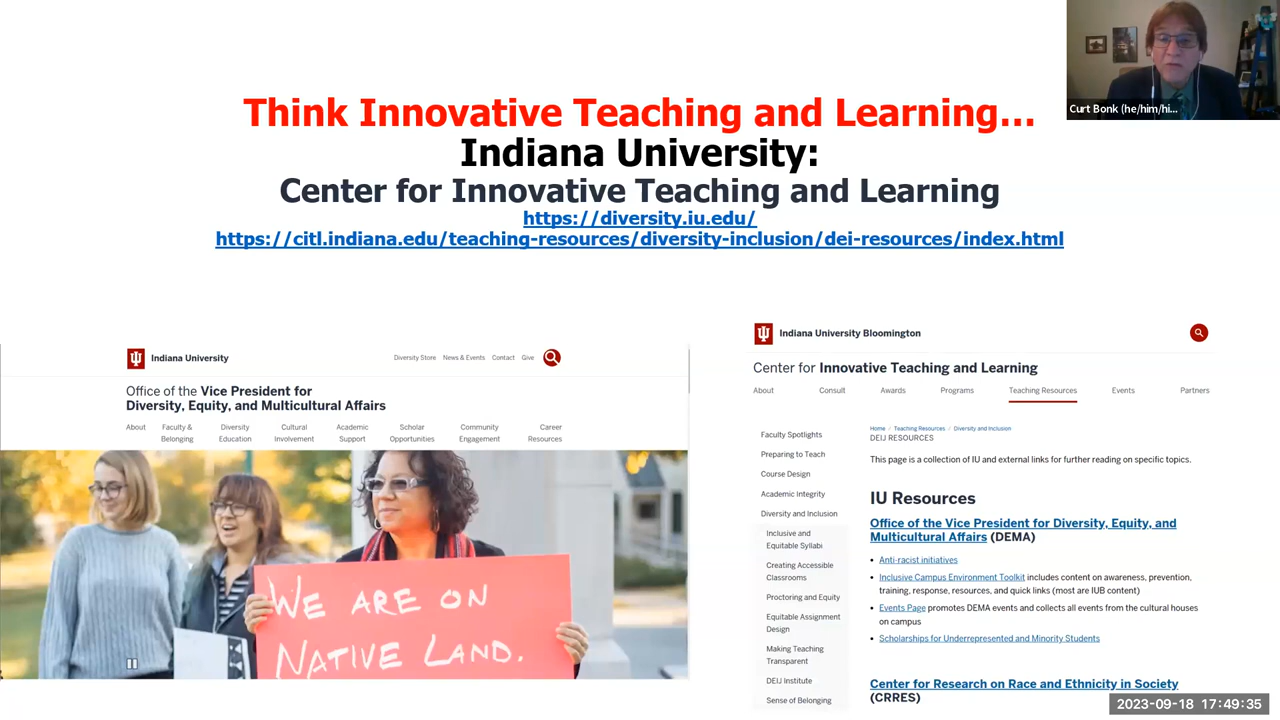 Think Innovative Teaching and Learning...
Indiana University:
Center for Innovative Teaching and Learning
https://diversity.iu.edu/
https://citl.indiana.edu/teaching-resources/diversity-inclusion/dei-resources/index.html
Curt Bonk (he/him/hi...
Indiana University
Diversity Store News & Events Contact Give
Office of the Vice President for
Diversity, Equity, and Multicultural Affairs
About Faculty & Diversity Cultural Academic Scholar Community Career
Belonging Education Involvement Support Opportunities Engagement Resources
WE ARE ON
NATIVE LAND.
Indiana University Bloomington
Center for Innovative Teaching and Learning
About Consult Awards Programs Teaching Resources Events Partners
Faculty Spotlights
Preparing to Teach
Course Design
Academic Integrity
Diversity and Inclusion
Inclusive and
Equitable Syllabi
Creating Accessible
Classrooms
Proctoring and Equity
Equitable Assignment
Design
Making Teaching
Transparent
DEIJ Institute
Sense of Belonging
Home / Teaching Resources / Diversity and Inclusion
DEIJ RESOURCES
This page is a collection of IU and external links for further reading on specific topics.
IU Resources
Office of the Vice President for Diversity, Equity, and
Multicultural Affairs (DEMA)
• Anti-racist initiatives
• Inclusive Campus Environment Toolkit includes content on awareness, prevention,
training, response, resources, and quick links (most are IUB content)
• Events Page promotes DEMA events and collects all events from the cultural houses
on campus
• Scholarships for Underrepresented and Minority Students
Center for Research on Race and Ethnicity in Society
(CRRES)
2023-09-18 17:49:35